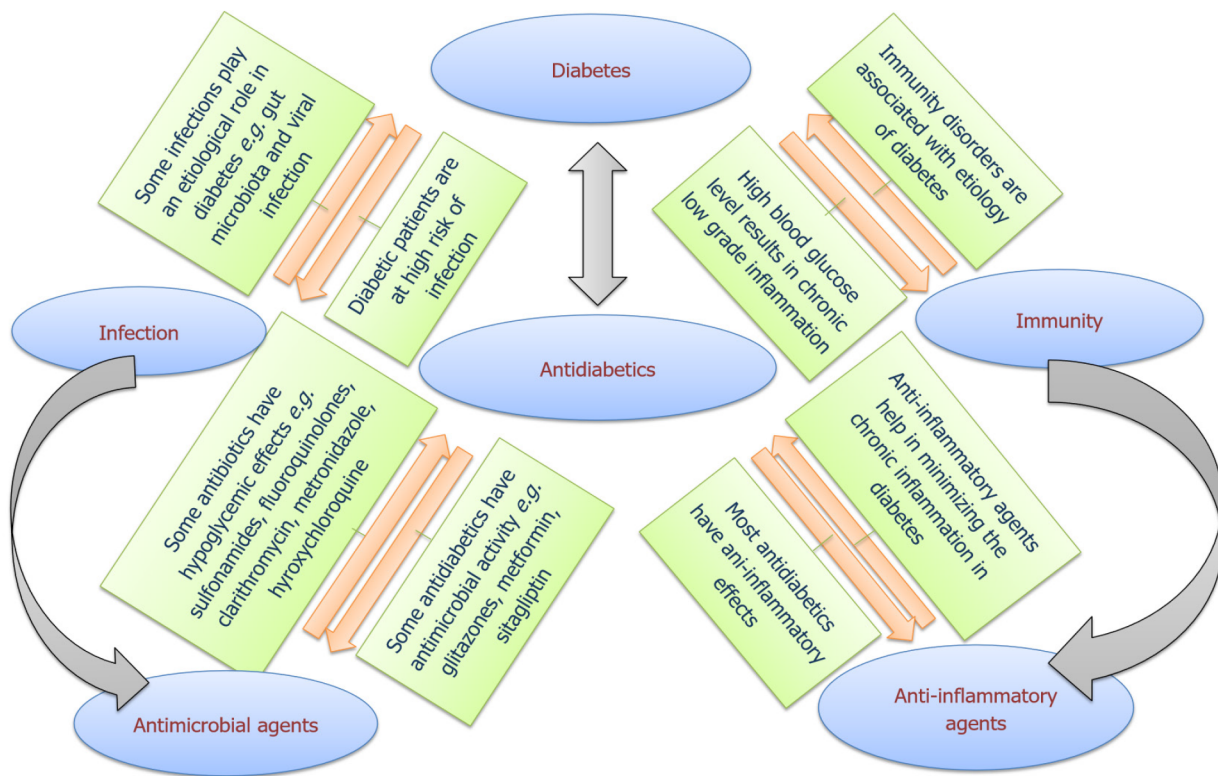 Diabetes
Some infections play
an etiological role in
diabetes e.g. gut
microbiota and viral
infection
Diabetic patients are
at high risk of
infection
High blood glucose
level results in chronic
low grade inflammation
Immunity disorders are
associated with etiology
of diabetes
Infection
Antidiabetics
Immunity
Some antibiotics have
hypoglycemic effects e.g.
sulfonamides, fluoroquinolones,
clarithromycin, metronidazole,
hyroxychloroquine
Some antidiabetics have
antimicrobial activity e.g.
glitazones, metformin,
sitagliptin
Most antidiabetics
have ani-inflammatory
effects
Anti-inflammatory agents
help in minimizing the
chronic inflammation in
diabetes
Antimicrobial agents
Anti-inflammatory
agents